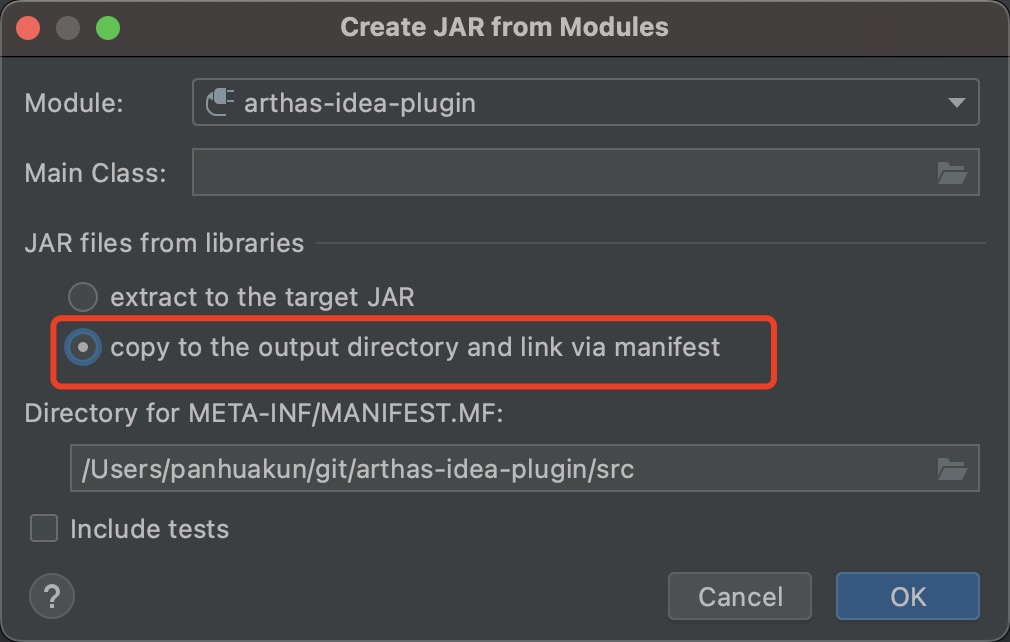 Create JAR from Modules
Module: arthas-idea-plugin
Main Class:
JAR files from libraries
extract to the target JAR
copy to the output directory and link via manifest
Directory for META-INF/MANIFEST.MF:
/Users/panhuakun/git/arthas-idea-plugin/src
Include tests
? Cancel OK